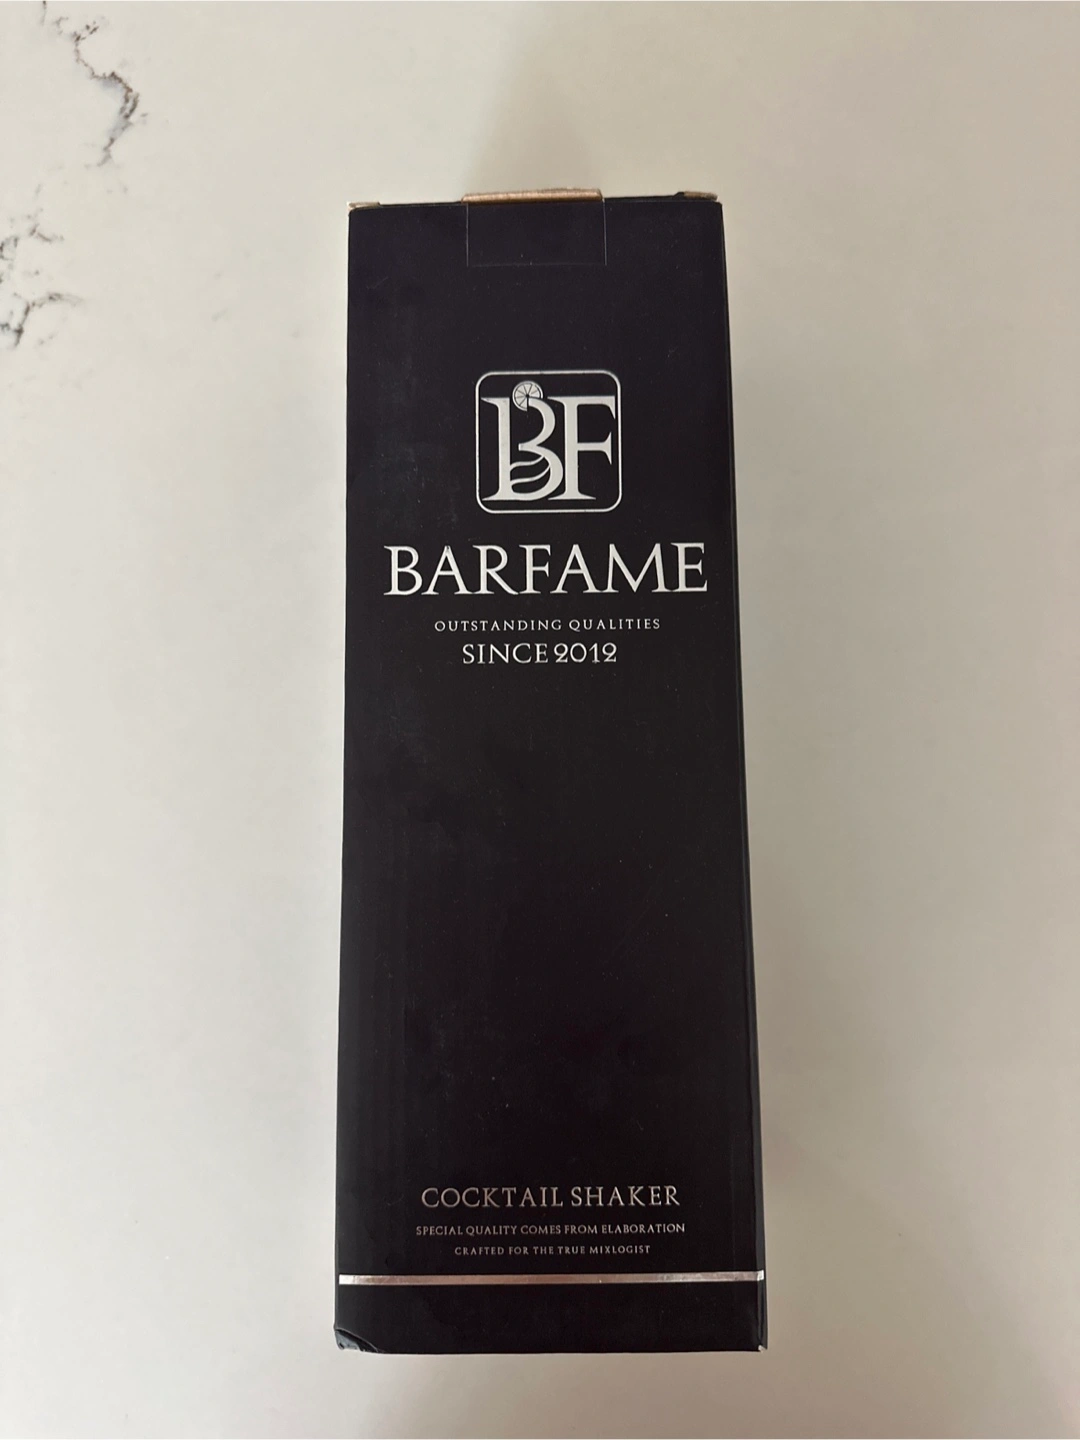 BF
BARFAME
OUTSTANDING QUALITIES
SINCE 2012
COCKTAIL SHAKER
SPECIAL QUALITY COMES FROM ELABORATION
CRAFTED FOR THE TRUE MIXLOGIST